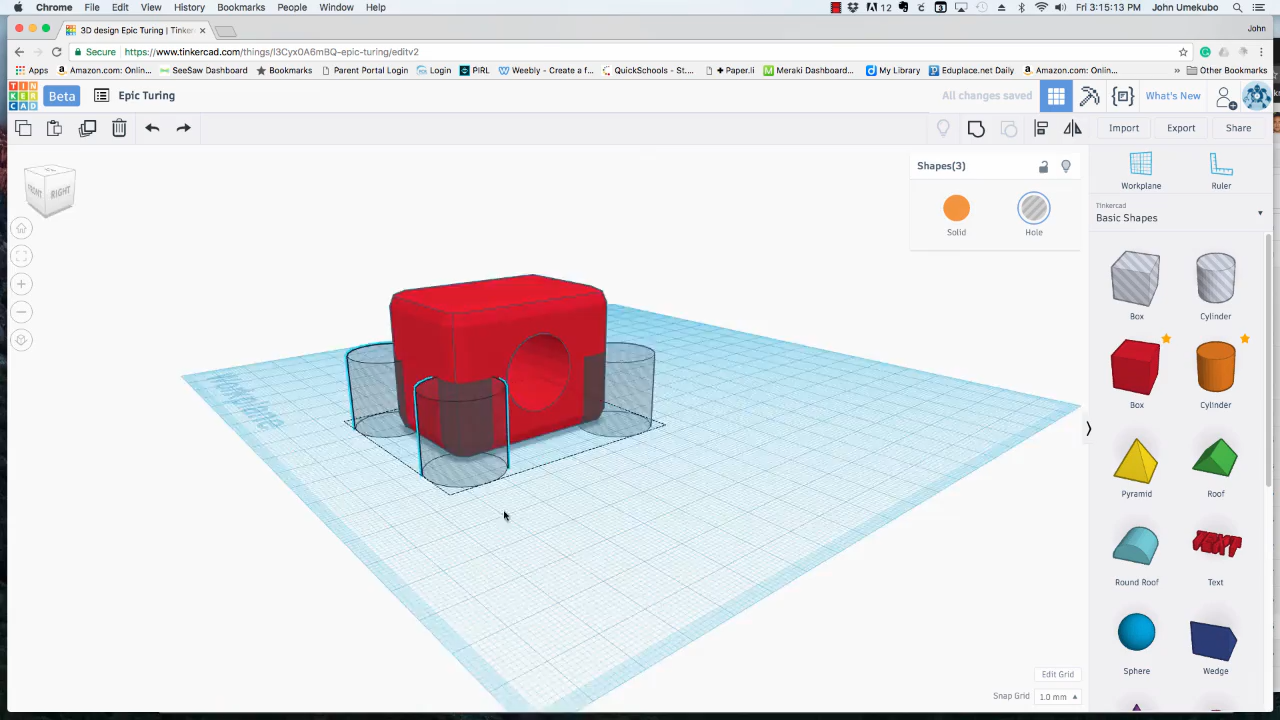 Chrome File Edit View History Bookmarks People Window Help 12 3 Fri 3:15:13 PM John Umekubo
3D design Epic Turing | Tinker John
Secure https://www.tinkercad.com/things/l3Cyx0A6mBQ-epic-turing/editv2
Apps Amazon.com: Onlin... SeeSaw Dashboard Bookmarks Parent Portal Login Login PiRL Weebly - Create a f... QuickSchools - St... + Paper.li Meraki Dashboard... My Library Eduplace.net Daily Amazon.com: Onlin... » Other Bookmarks
TIN
KER
CAD
Beta Epic Turing All changes saved What's New
Import Export Share
Shapes(3)
Solid Hole
FRONT RIGHT
Workplane
Workplane Ruler
Tinkercad
Basic Shapes
Box Cylinder
Box Cylinder
Pyramid Roof
Round Roof Text
Sphere Wedge
TEXT
Edit Grid
Snap Grid 1.0 mm